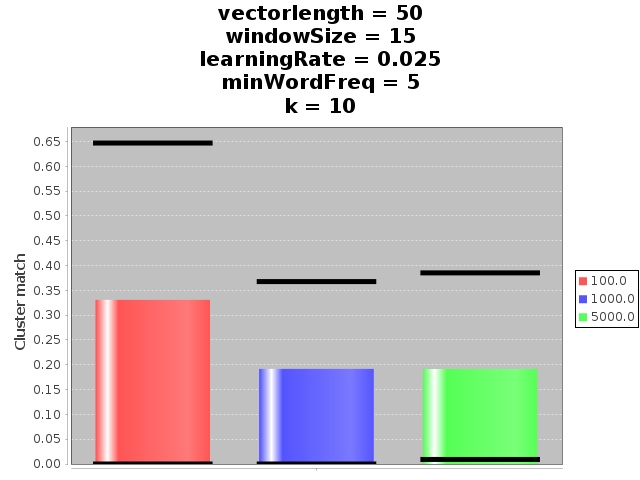 vectorlength = 50
windowSize = 15
learningRate = 0.025
minWordFreq = 5
k = 10
0.65
0.60
0.55
0.50
0.45
0.40
0.35
0.30
0.25
0.20
0.15
0.10
0.05
0.00
Cluster match
100.0
1000.0
5000.0